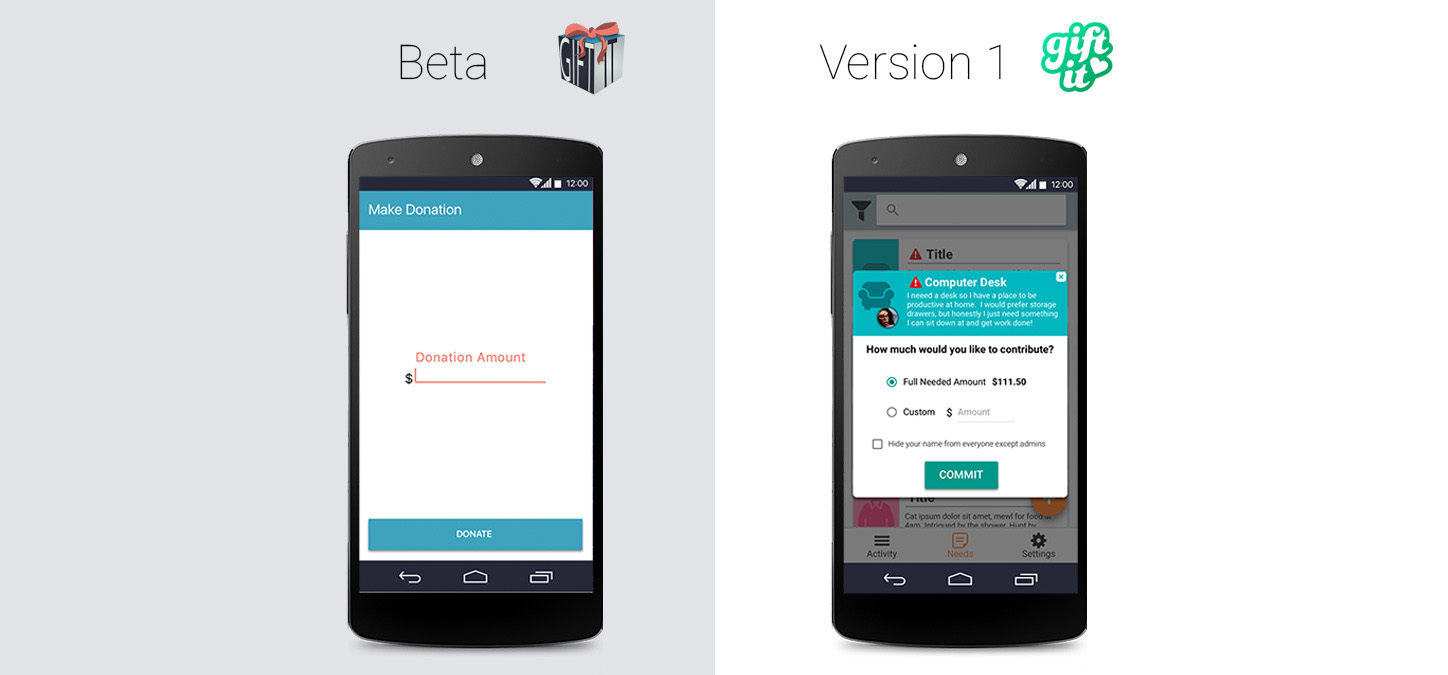 Beta
GIFT IT
Version 1
gift
it
12:00
Make Donation
Donation Amount
$
DONATE
12:00
Title
Computer Desk
I neeed a desk so I have a place to be
productive at home. I would prefer storage
drawers, but honestly I just need something
I can sit down at and get work done!
How much would you like to contribute?
Full Needed Amount $111.50
Custom $ Amount
Hide your name from everyone except admins
COMMIT
Title
Cat ipsum dolor sit amet, mewl for food at
4am. Intrigued by the shower. Hunt by
Activity
Needs
Settings